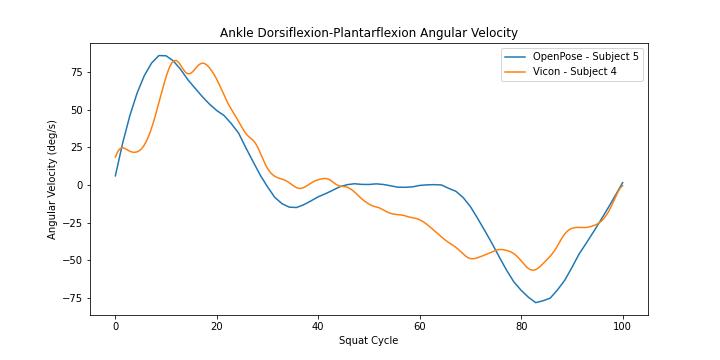 Ankle Dorsiflexion-Plantarflexion Angular Velocity
OpenPose - Subject 5
Vicon - Subject 4
Angular Velocity (deg/s)
75
50
25
0
−25
−50
−75
0 20 40 60 80 100
Squat Cycle